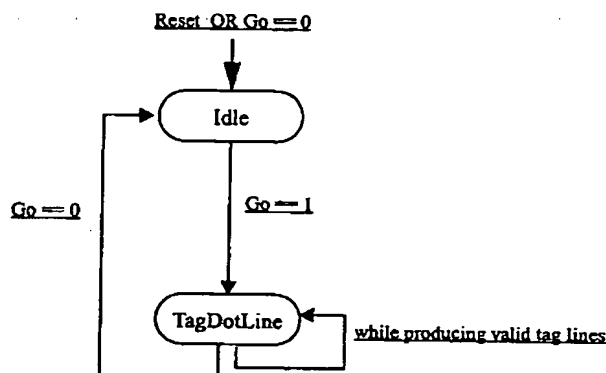 Reset OR Go == 0
Idle
Go == 0
Go == 1
TagDotLine
while producing valid tag lines